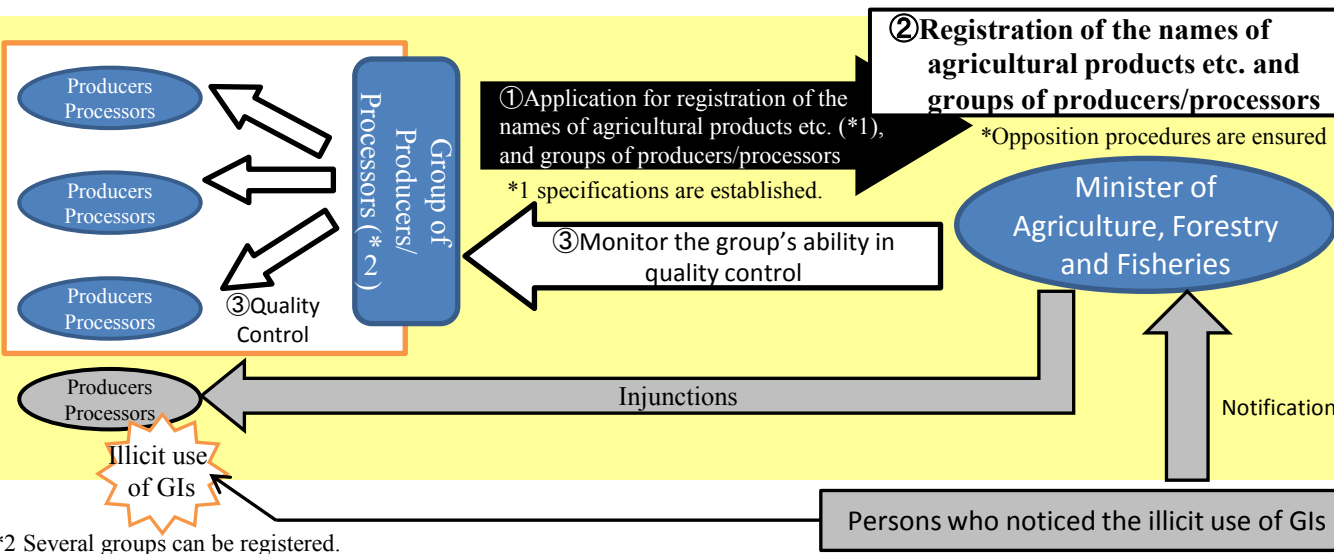 ②Registration of the names of
agricultural products etc. and
groups of producers/processors
*Opposition procedures are ensured
Producers
Processors
Producers
Processors
Producers
Processors
③Quality
Control
Group of
Producers/
Processors (*2)
①Application for registration of the
names of agricultural products etc. (*1),
and groups of producers/processors
*1 specifications are established.
③Monitor the group's ability in
quality control
Minister of
Agriculture, Forestry
and Fisheries
Producers
Processors
Injunctions
Notification
Illicit use
of GIs
Persons who noticed the illicit use of GIs
*2 Several groups can be registered.